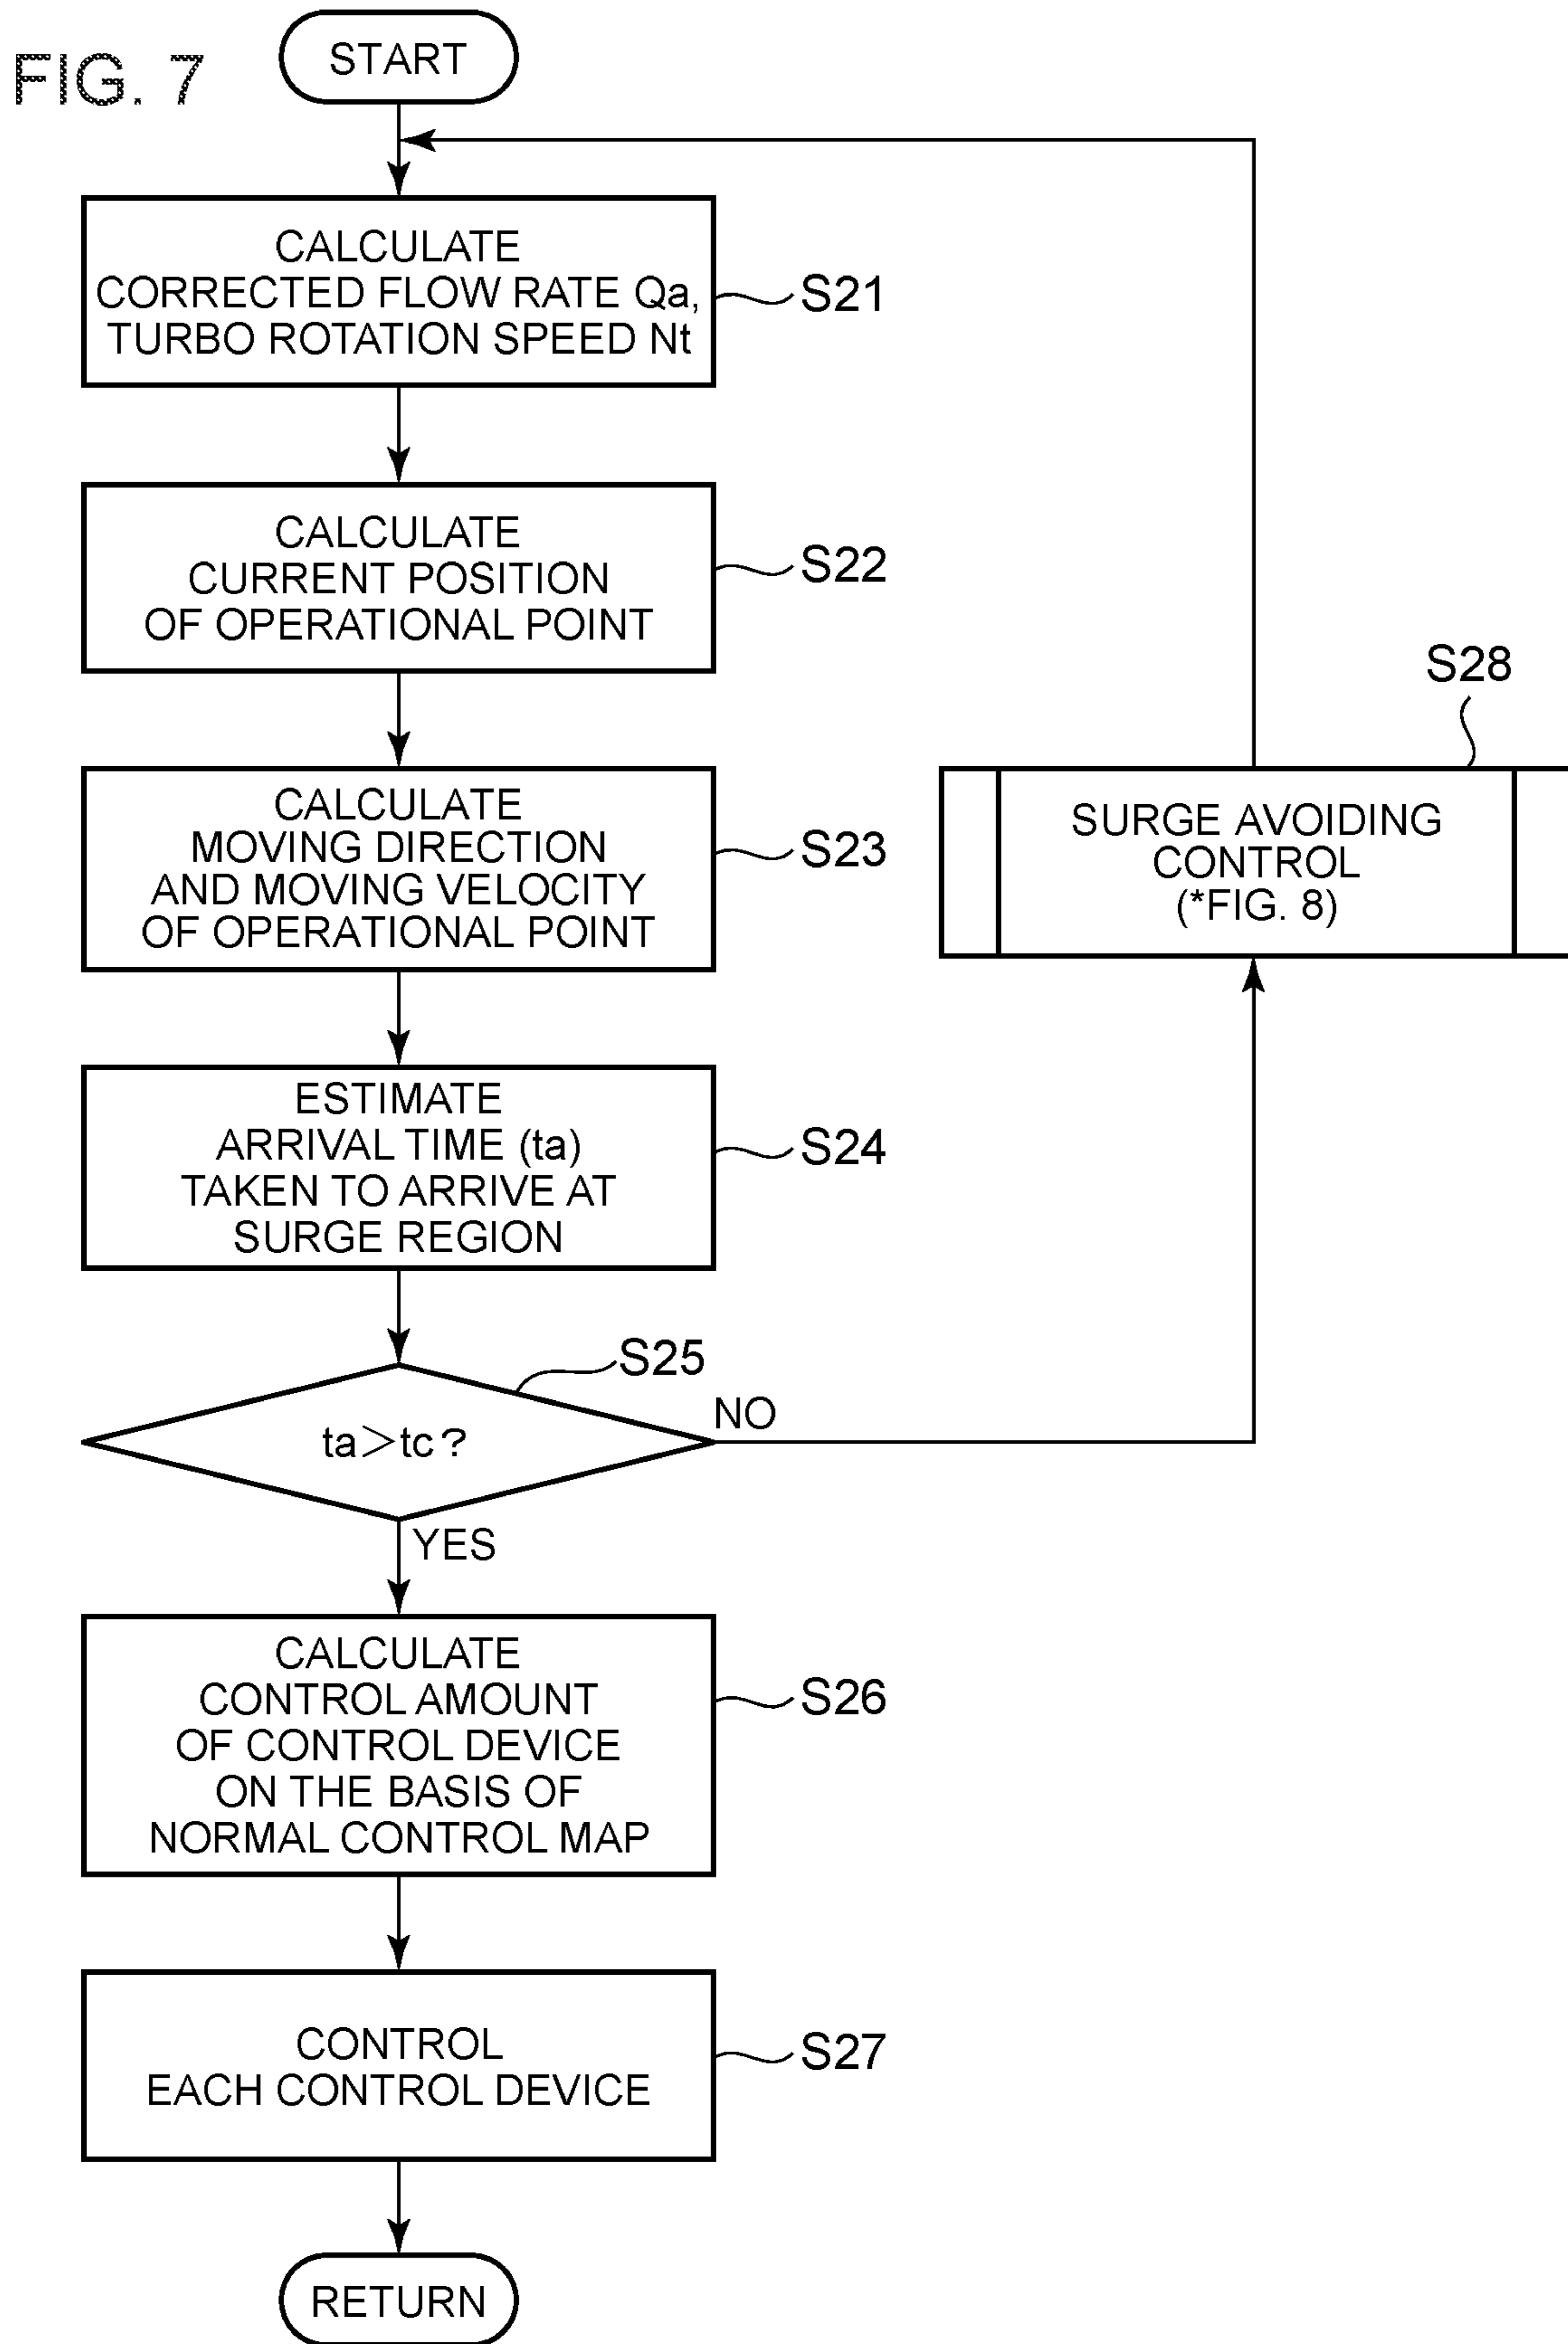 FIG. 7
START
CALCULATE
CORRECTED FLOW RATE Qa,
TURBO ROTATION SPEED Nt
S21
CALCULATE
CURRENT POSITION
OF OPERATIONAL POINT
S22
CALCULATE
MOVING DIRECTION
AND MOVING VELOCITY
OF OPERATIONAL POINT
S23
S28
SURGE AVOIDING
CONTROL
(*FIG. 8)
ESTIMATE
ARRIVAL TIME (ta)
TAKEN TO ARRIVE AT
SURGE REGION
S24
S25
ta＞tc？
NO
YES
CALCULATE
CONTROL AMOUNT
OF CONTROL DEVICE
ON THE BASIS OF
NORMAL CONTROL MAP
S26
CONTROL
EACH CONTROL DEVICE
S27
RETURN